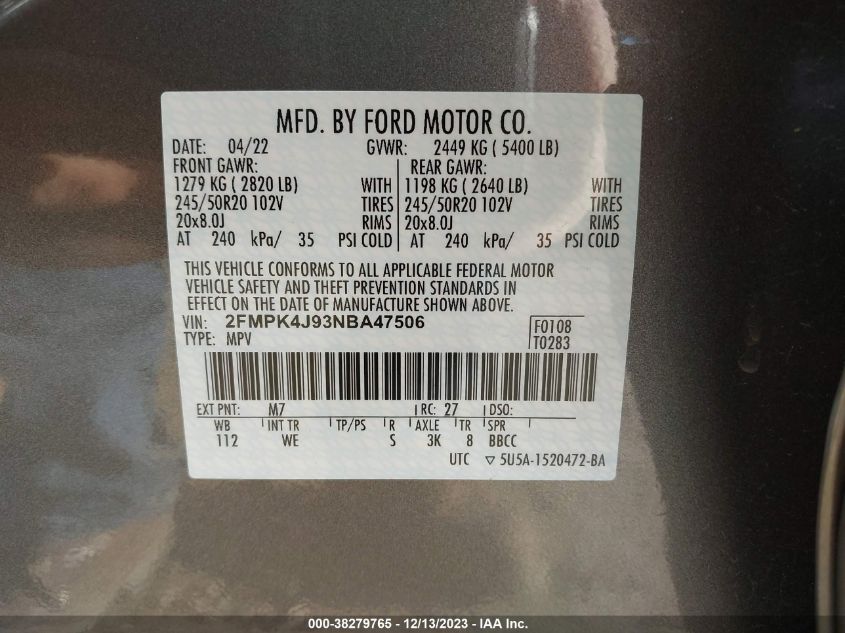 MFD. BY FORD MOTOR CO.
DATE: 04/22 GVWR: 2449 KG ( 5400 LB)
FRONT GAWR: REAR GAWR:
1279 KG ( 2820 LB) WITH 1198 KG ( 2640 LB) WITH
245/50R20 102V TIRES 245/50R20 102V TIRES
20x8.0J RIMS 20x8.0J RIMS
AT 240 kPa/ 35 PSI COLD AT 240 kPa/ 35 PSI COLD
THIS VEHICLE CONFORMS TO ALL APPLICABLE FEDERAL MOTOR
VEHICLE SAFETY AND THEFT PREVENTION STANDARDS IN
EFFECT ON THE DATE OF MANUFACTURE SHOWN ABOVE.
VIN: 2FMPK4J93NBA47506 F0108
TYPE: MPV T0283
EXT PNT: M7 RC: 27 DSO:
WB INT TR TP/PS R AXLE TR SPR
112 WE S 3K 8 BBCC
UTC ▽ 5U5A-1520472-BA
000-38279765 - 12/13/2023 - IAA Inc.